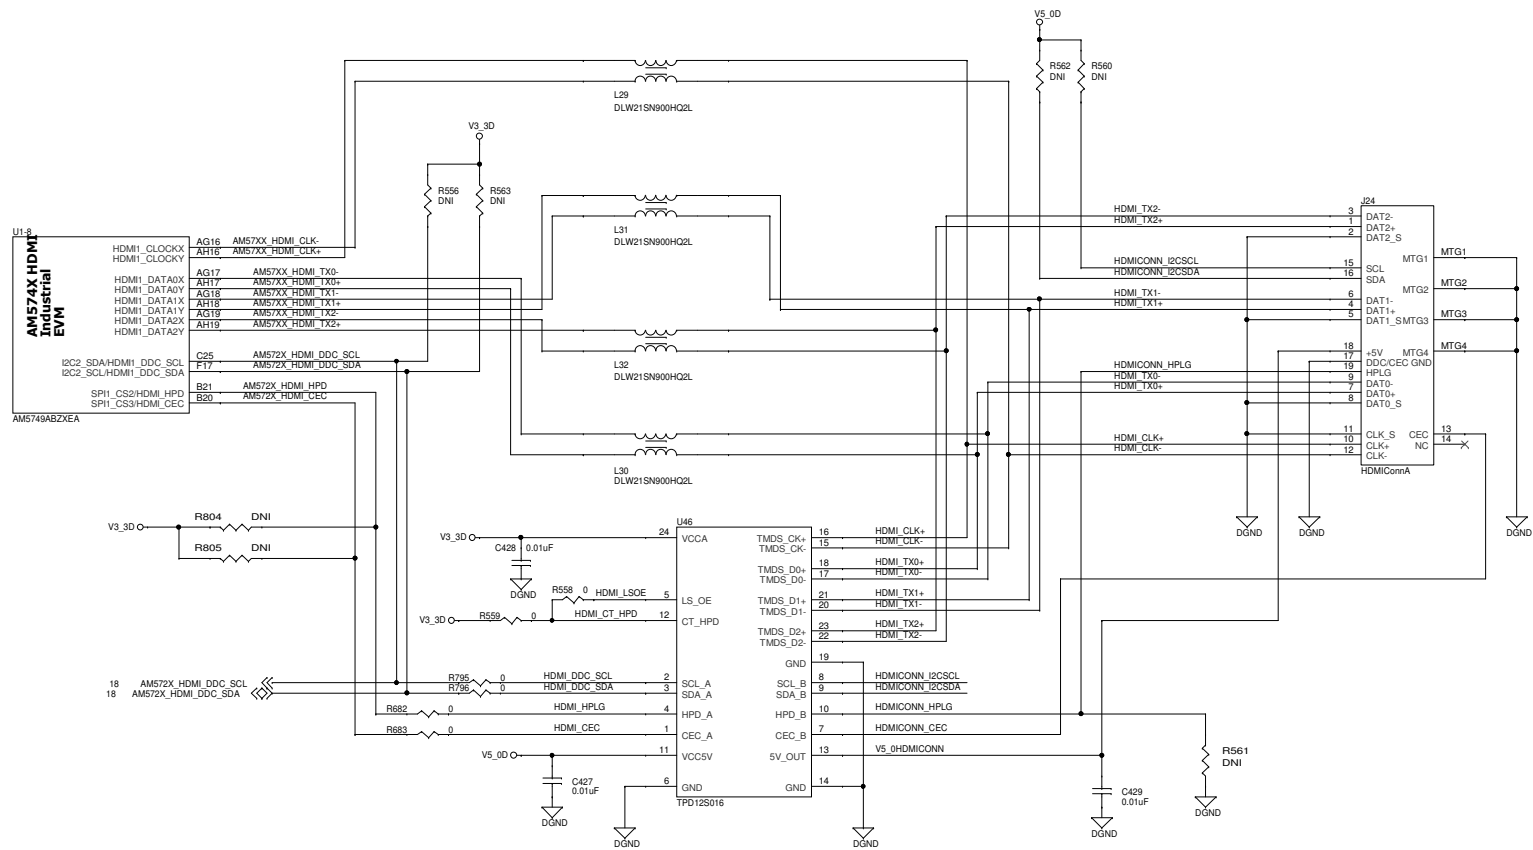 V5_0D
R562
DNI
R560
DNI
L29
DLW21SN900HQ2L
V3_3D
R556
DNI
R563
DNI
L31
DLW21SN900HQ2L
U1-8
AM574X HDMI
Industrial
EVM
HDMI1_CLOCKX AG16 AM57XX_HDMI_CLK-
HDMI1_CLOCKY AH16 AM57XX_HDMI_CLK+
HDMI1_DATA0X AG17 AM57XX_HDMI_TX0-
HDMI1_DATA0Y AH17 AM57XX_HDMI_TX0+
HDMI1_DATA1X AG18 AM57XX_HDMI_TX1-
HDMI1_DATA1Y AH18 AM57XX_HDMI_TX1+
HDMI1_DATA2X AG19 AM57XX_HDMI_TX2-
HDMI1_DATA2Y AH19 AM57XX_HDMI_TX2+
I2C2_SDA/HDMI1_DDC_SCL C25 AM572X_HDMI_DDC_SCL
I2C2_SCL/HDMI1_DDC_SDA F17 AM572X_HDMI_DDC_SDA
SPI1_CS2/HDMI_HPD B21 AM572X_HDMI_HPD
SPI1_CS3/HDMI_CEC B20 AM572X_HDMI_CEC
AM5749ABZXEA
L32
DLW21SN900HQ2L
L30
DLW21SN900HQ2L
J24
HDMI_TX2- 3 DAT2-
HDMI_TX2+ 1 DAT2+
2 DAT2_S
MTG1 MTG1
HDMICONN_I2CSCL 15 SCL
HDMICONN_I2CSDA 16 SDA
MTG2 MTG2
HDMI_TX1- 6 DAT1-
HDMI_TX1+ 4 DAT1+
5 DAT1_S MTG3 MTG3
18 +5V MTG4 MTG4
17 DDC/CEC GND
HDMICONN_HPLG 19 HPLG
HDMI_TX0- 9 DAT0-
HDMI_TX0+ 7 DAT0+
8 DAT0_S
11 CLK_S CEC 13
HDMI_CLK+ 10 CLK+ NC 14
HDMI_CLK- 12 CLK-
HDMIConnA
DGND
DGND
DGND
V3_3D
R804 DNI
R805 DNI
V3_3D
C428 0.01uF
DGND
R558 0 HDMI_LSOE
V3_3D
R559 0 HDMI_CT_HPD
18 AM572X_HDMI_DDC_SCL
18 AM572X_HDMI_DDC_SDA
R795 0 HDMI_DDC_SCL
R796 0 HDMI_DDC_SDA
R682 0 HDMI_HPLG
R683 0 HDMI_CEC
V5_0D
C427
0.01uF
DGND
DGND
U46
24 VCCA TMDS_CK+ 16 HDMI_CLK+
TMDS_CK- 15 HDMI_CLK-
TMDS_D0+ 18 HDMI_TX0+
TMDS_D0- 17 HDMI_TX0-
5 LS_OE TMDS_D1+ 21 HDMI_TX1+
TMDS_D1- 20 HDMI_TX1-
12 CT_HPD
TMDS_D2+ 23 HDMI_TX2+
TMDS_D2- 22 HDMI_TX2-
GND 19
2 SCL_A SCL_B 8 HDMICONN_I2CSCL
3 SDA_A SDA_B 9 HDMICONN_I2CSDA
4 HPD_A HPD_B 10 HDMICONN_HPLG
1 CEC_A CEC_B 7 HDMICONN_CEC
11 VCC5V 5V_OUT 13 V5_0HDMICONN
6 GND GND 14
TPD12S016
DGND
C429
0.01uF
DGND
R561
DNI
DGND